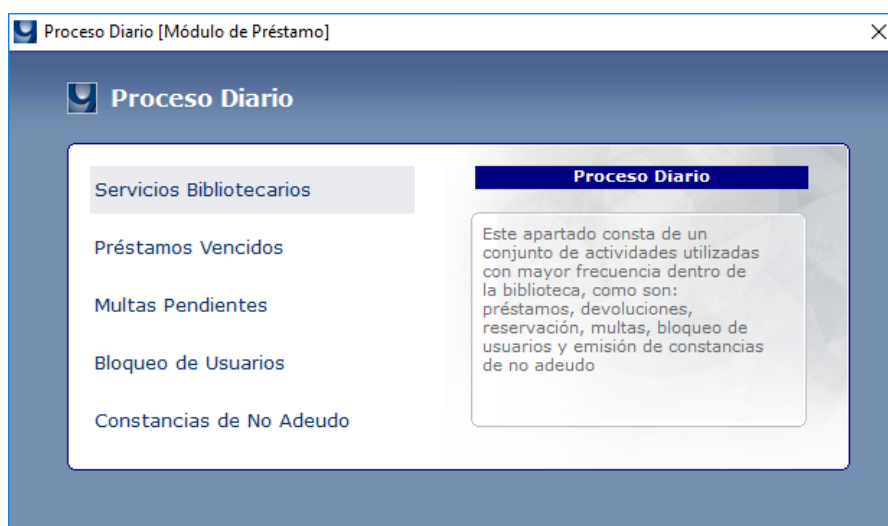 Proceso Diario [Módulo de Préstamo]
Proceso Diario
Servicios Bibliotecarios
Préstamos Vencidos
Multas Pendientes
Bloqueo de Usuarios
Constancias de No Adeudo
Proceso Diario
Este apartado consta de un
conjunto de actividades utilizadas
con mayor frecuencia dentro de
la biblioteca, como son:
préstamos, devoluciones,
reservación, multas, bloqueo de
usuarios y emisión de constancias
de no adeudo